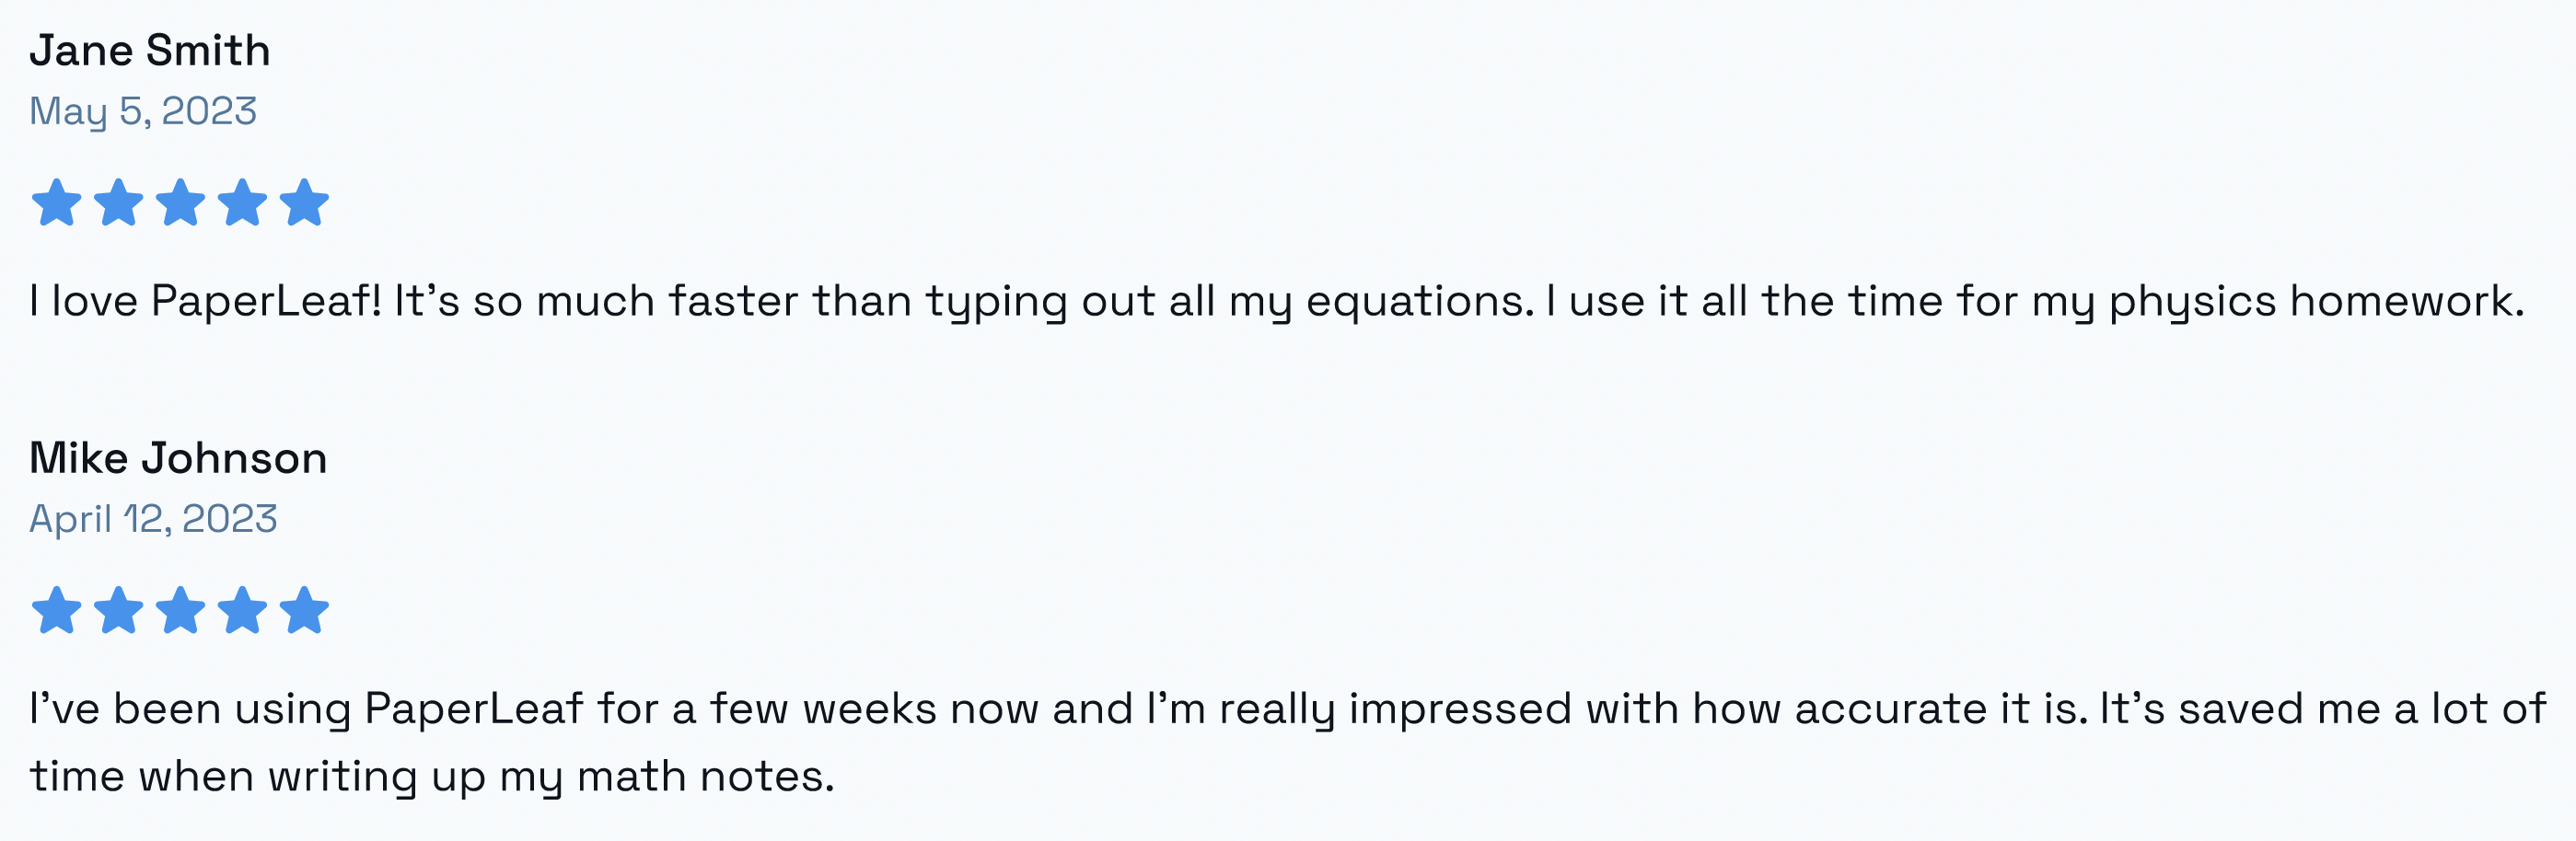 Jane Smith
May 5, 2023
I love PaperLeaf! It’s so much faster than typing out all my equations. I use it all the time for my physics homework.
Mike Johnson
April 12, 2023
I’ve been using PaperLeaf for a few weeks now and I’m really impressed with how accurate it is. It’s saved me a lot of
time when writing up my math notes.